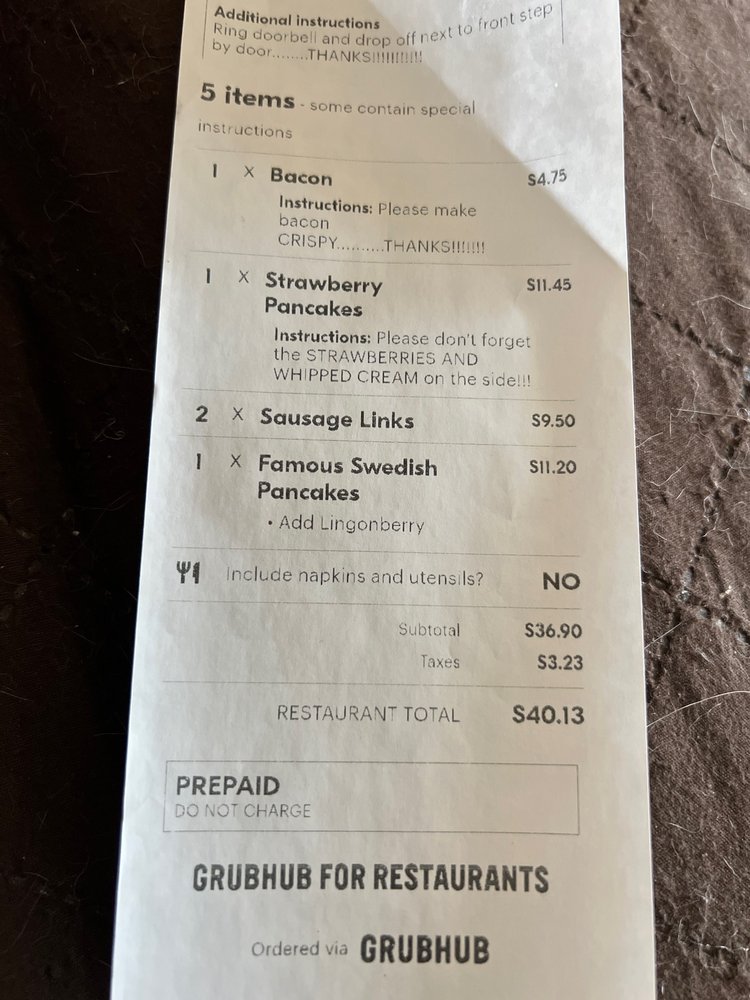 Additional instructions
Ring doorbell and drop off next to front step
by door........THANKS!!!!!!!!!!!
5 items - some contain special
instructions
1 X Bacon $4.75
Instructions: Please make
bacon
CRISPY..........THANKS!!!!!!!
1 X Strawberry $11.45
Pancakes
Instructions: Please don't forget
the STRAWBERRIES AND
WHIPPED CREAM on the side!!!
2 X Sausage Links $9.50
1 X Famous Swedish $11.20
Pancakes
• Add Lingonberry
Include napkins and utensils? NO
Subtotal $36.90
Taxes $3.23
RESTAURANT TOTAL $40.13
PREPAID
DO NOT CHARGE
GRUBHUB FOR RESTAURANTS
Ordered via GRUBHUB